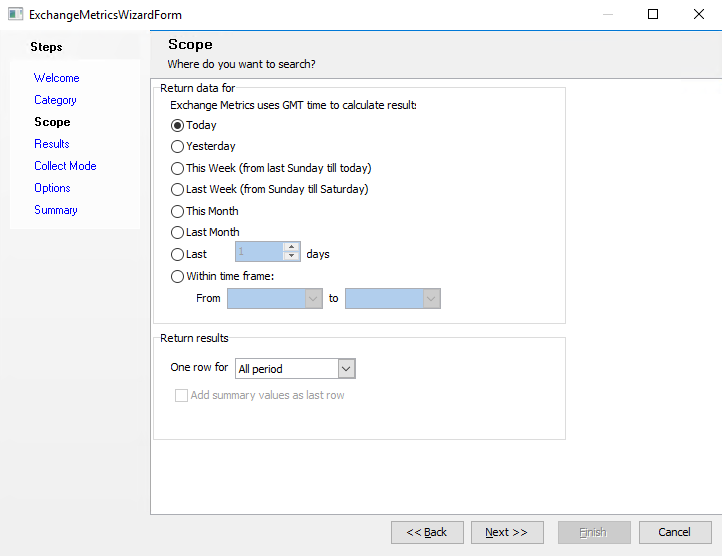 ExchangeMetricsWizardForm
Steps
Welcome
Category
Scope
Results
Collect Mode
Options
Summary
Scope
Where do you want to search?
Return data for
Exchange Metrics uses GMT time to calculate result:
Today
Yesterday
This Week (from last Sunday till today)
Last Week (from Sunday till Saturday)
This Month
Last Month
Last 1 days
Within time frame:
From to
Return results
One row for All period
Add summary values as last row
<< Back Next >> Finish Cancel